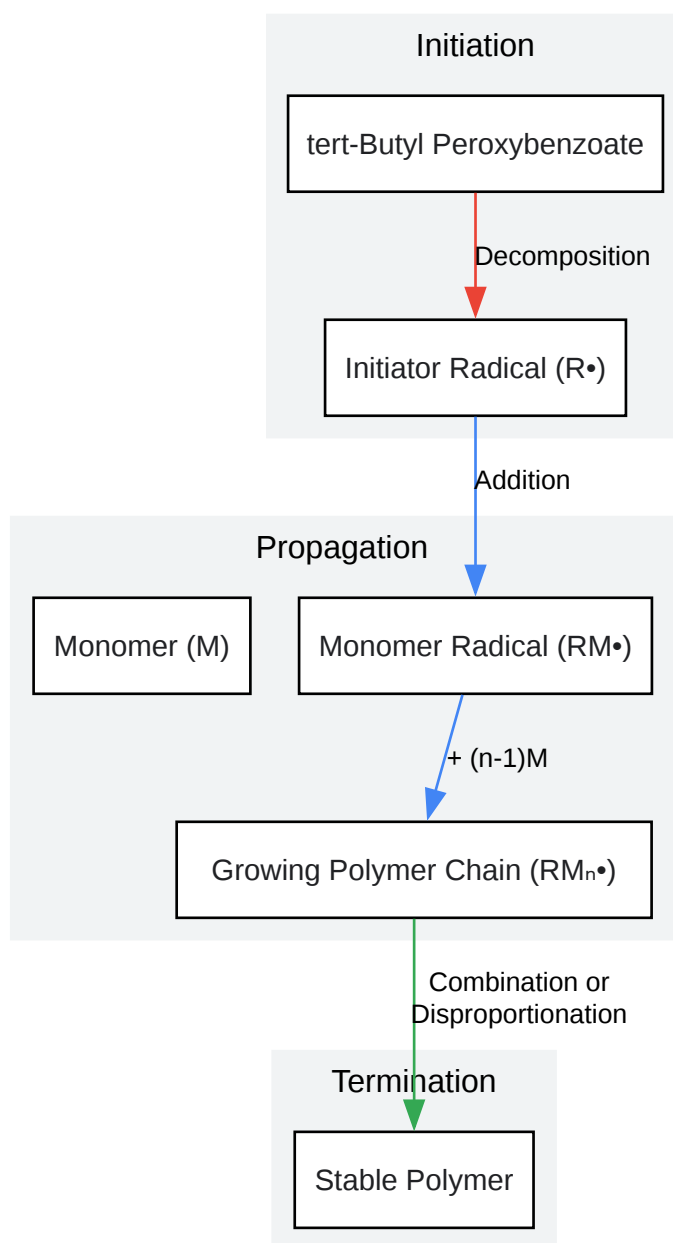 Initiation
tert-Butyl Peroxybenzoate
Decomposition
Initiator Radical (R•)
Addition
Propagation
Monomer (M)
Monomer Radical (RM•)
+ (n-1)M
Growing Polymer Chain (RMₙ•)
Combination or
Disproportionation
Termination
Stable Polymer